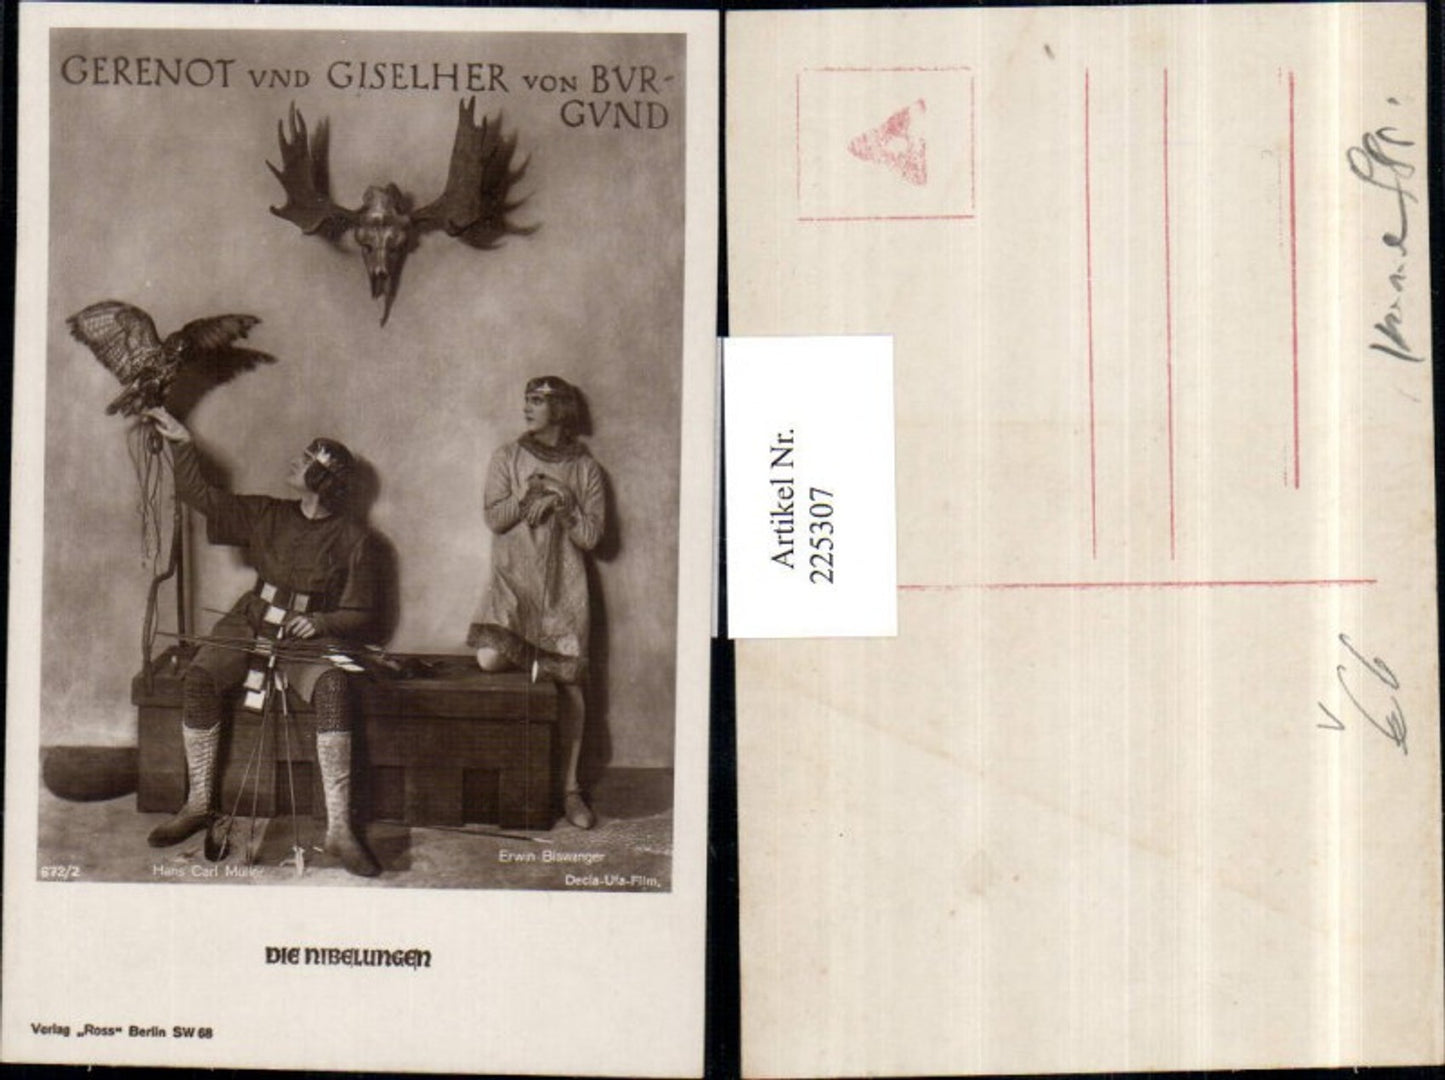 GERENOT VND GISELHER VON BVR-
GVND
672/2
Hans Carl Müller
Erwin Biswanger
Decla-Ufa-Film.
DIE NIBELUNGEN
Verlag „Ross“ Berlin SW 68
Artikel Nr.
225307